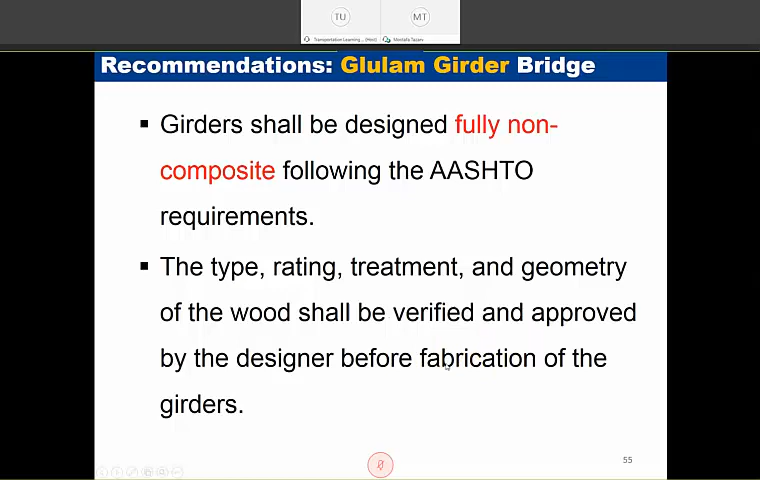 TU
MT
Transportation Learning ... (Host)
Mostafa Tazarv
Recommendations: Glulam Girder Bridge
▪ Girders shall be designed fully non-
composite following the AASHTO
requirements.
▪ The type, rating, treatment, and geometry
of the wood shall be verified and approved
by the designer before fabrication of the
girders.
55